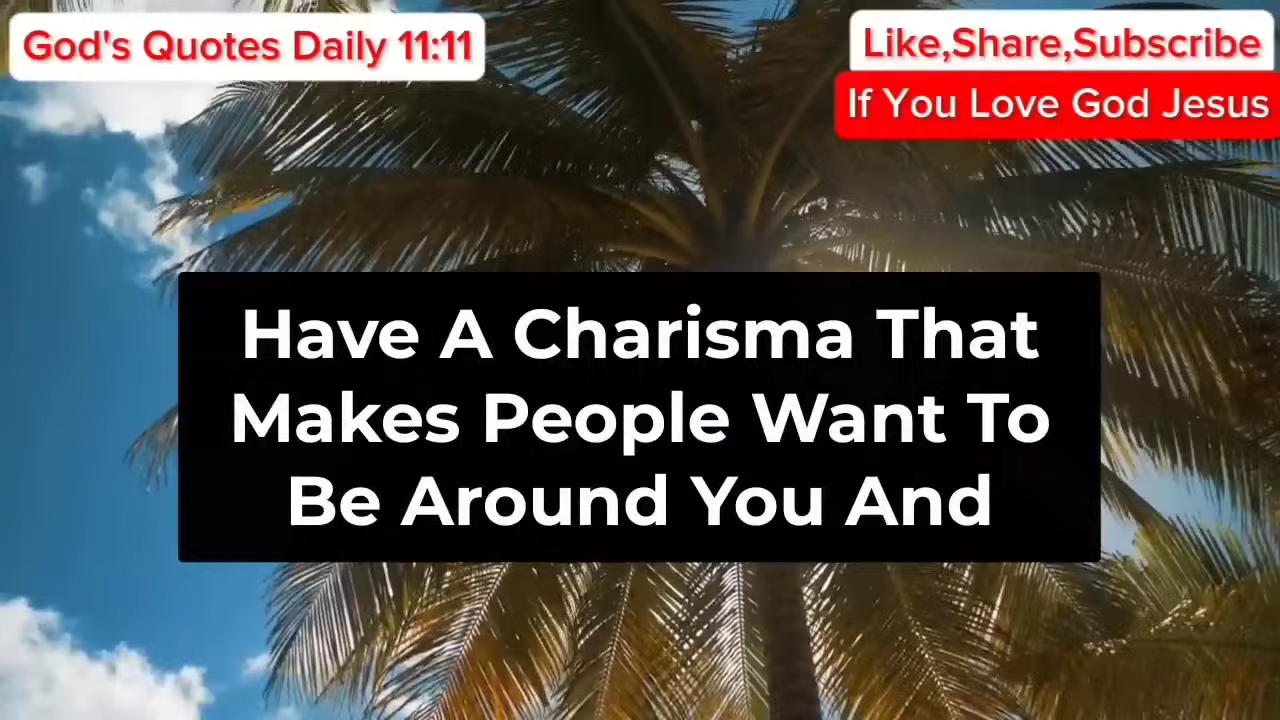 God's Quotes Daily 11:11
Like,Share,Subscribe
If You Love God Jesus
Have A Charisma That
Makes People Want To
Be Around You And